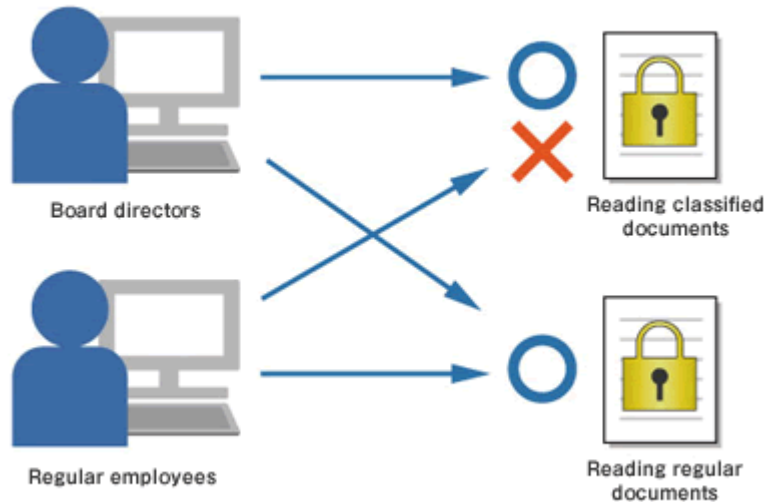 Board directors
Reading classified
documents
Regular employees
Reading regular
documents